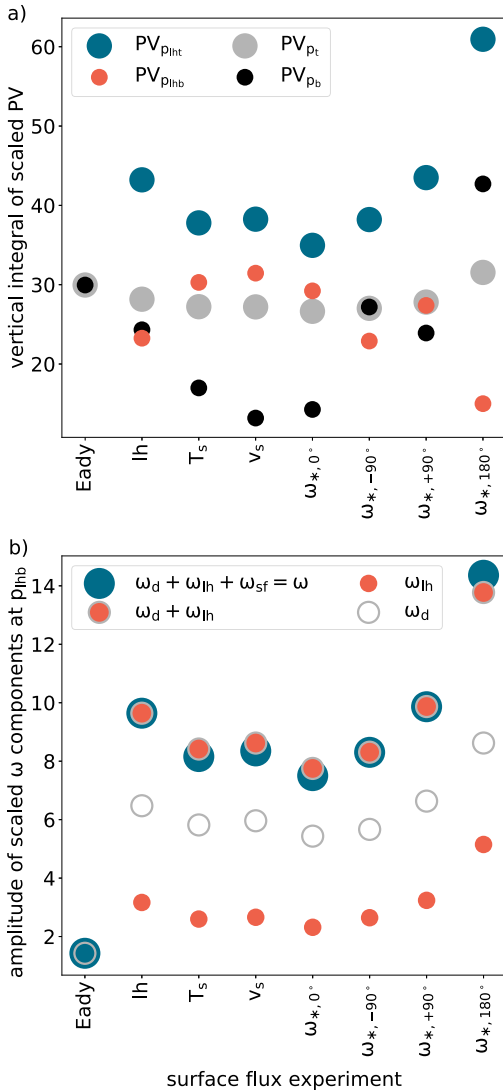 a)
PV_{p_{lht}} PV_{p_t}
PV_{p_{lhb}} PV_{p_b}
vertical integral of scaled PV
60
50
40
30
20
Eady
lh
T_s
v_s
ω_{*,0°}
ω_{*,−90°}
ω_{*,+90°}
ω_{*,180°}
b)
ω_d + ω_{lh} + ω_{sf} = ω ω_{lh}
ω_d + ω_{lh} ω_d
amplitude of scaled ω components at p_{lhb}
14
12
10
8
6
4
2
Eady
lh
T_s
v_s
ω_{*,0°}
ω_{*,−90°}
ω_{*,+90°}
ω_{*,180°}
surface flux experiment